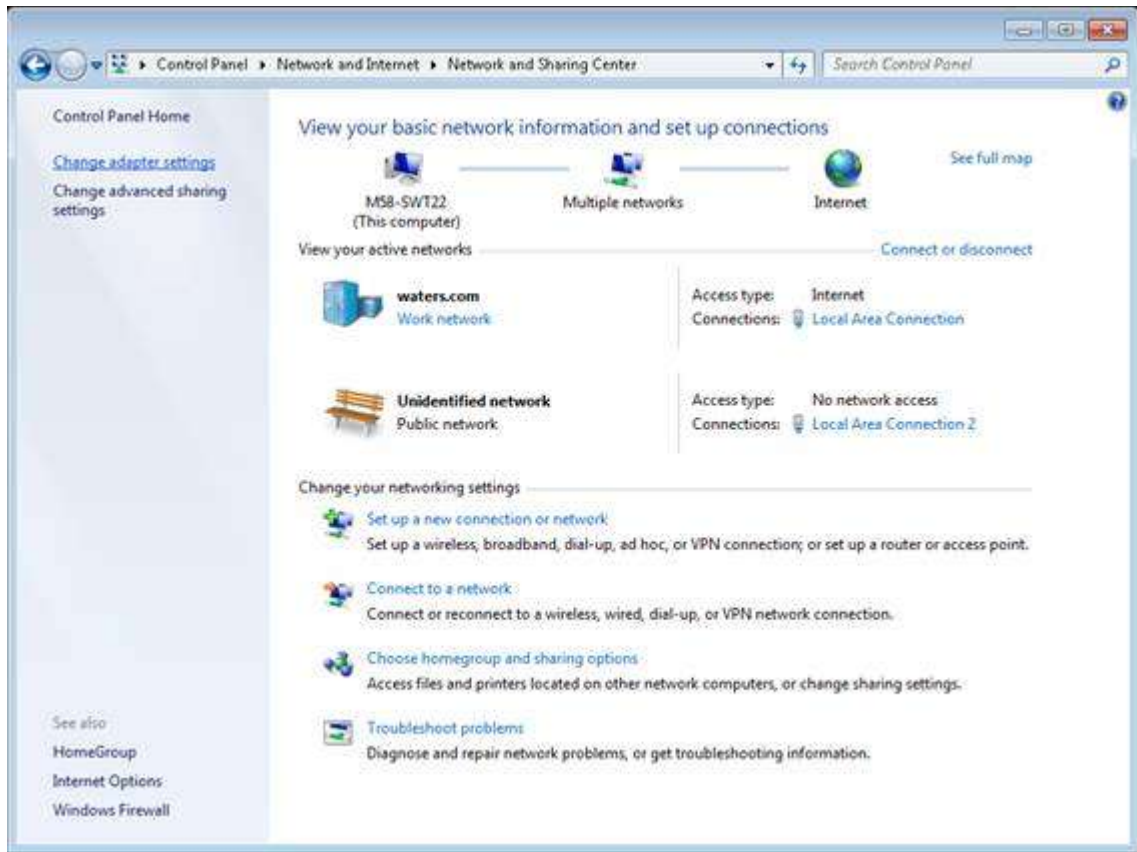 Control Panel ▸ Network and Internet ▸ Network and Sharing Center
Search Control Panel
Control Panel Home
Change adapter settings
Change advanced sharing
settings
See also
HomeGroup
Internet Options
Windows Firewall
View your basic network information and set up connections
See full map
M58-SWT22
(This computer)
Multiple networks
Internet
View your active networks
Connect or disconnect
waters.com
Work network
Access type: Internet
Connections: Local Area Connection
Unidentified network
Public network
Access type: No network access
Connections: Local Area Connection 2
Change your networking settings
Set up a new connection or network
Set up a wireless, broadband, dial-up, ad hoc, or VPN connection; or set up a router or access point.
Connect to a network
Connect or reconnect to a wireless, wired, dial-up, or VPN network connection.
Choose homegroup and sharing options
Access files and printers located on other network computers, or change sharing settings.
Troubleshoot problems
Diagnose and repair network problems, or get troubleshooting information.